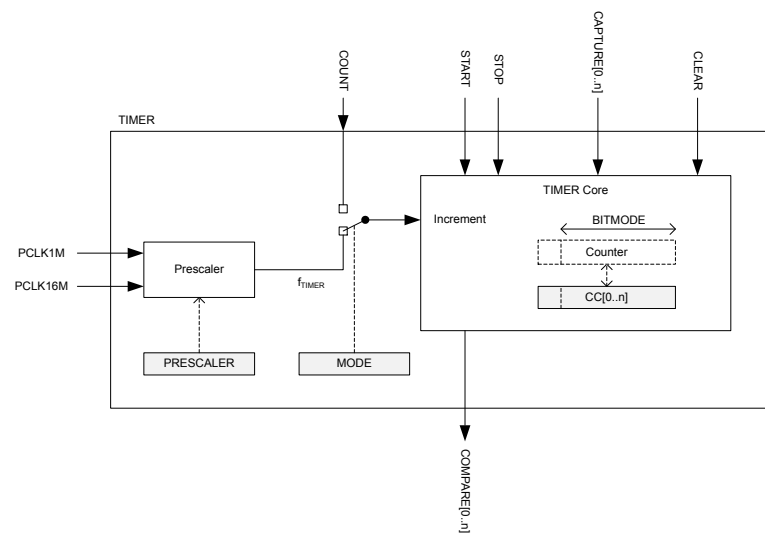 COUNT
START
STOP
CAPTURE[0..n]
CLEAR
TIMER
TIMER Core
Increment
BITMODE
Counter
CC[0..n]
PCLK1M
PCLK16M
Prescaler
fTIMER
PRESCALER
MODE
COMPARE[0..n]